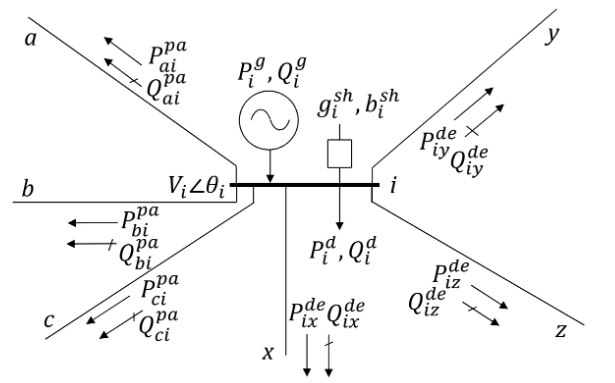 a
P_{ai}^{pa}
Q_{ai}^{pa}
P_i^g, Q_i^g
g_i^{sh}, b_i^{sh}
y
P_{iy}^{de} Q_{iy}^{de}
b
V_i∠θ_i
i
P_{bi}^{pa}
Q_{bi}^{pa}
P_i^d, Q_i^d
P_{ci}^{pa}
Q_{ci}^{pa}
c
P_{ix}^{de} Q_{ix}^{de}
x
P_{iz}^{de}
Q_{iz}^{de}
z